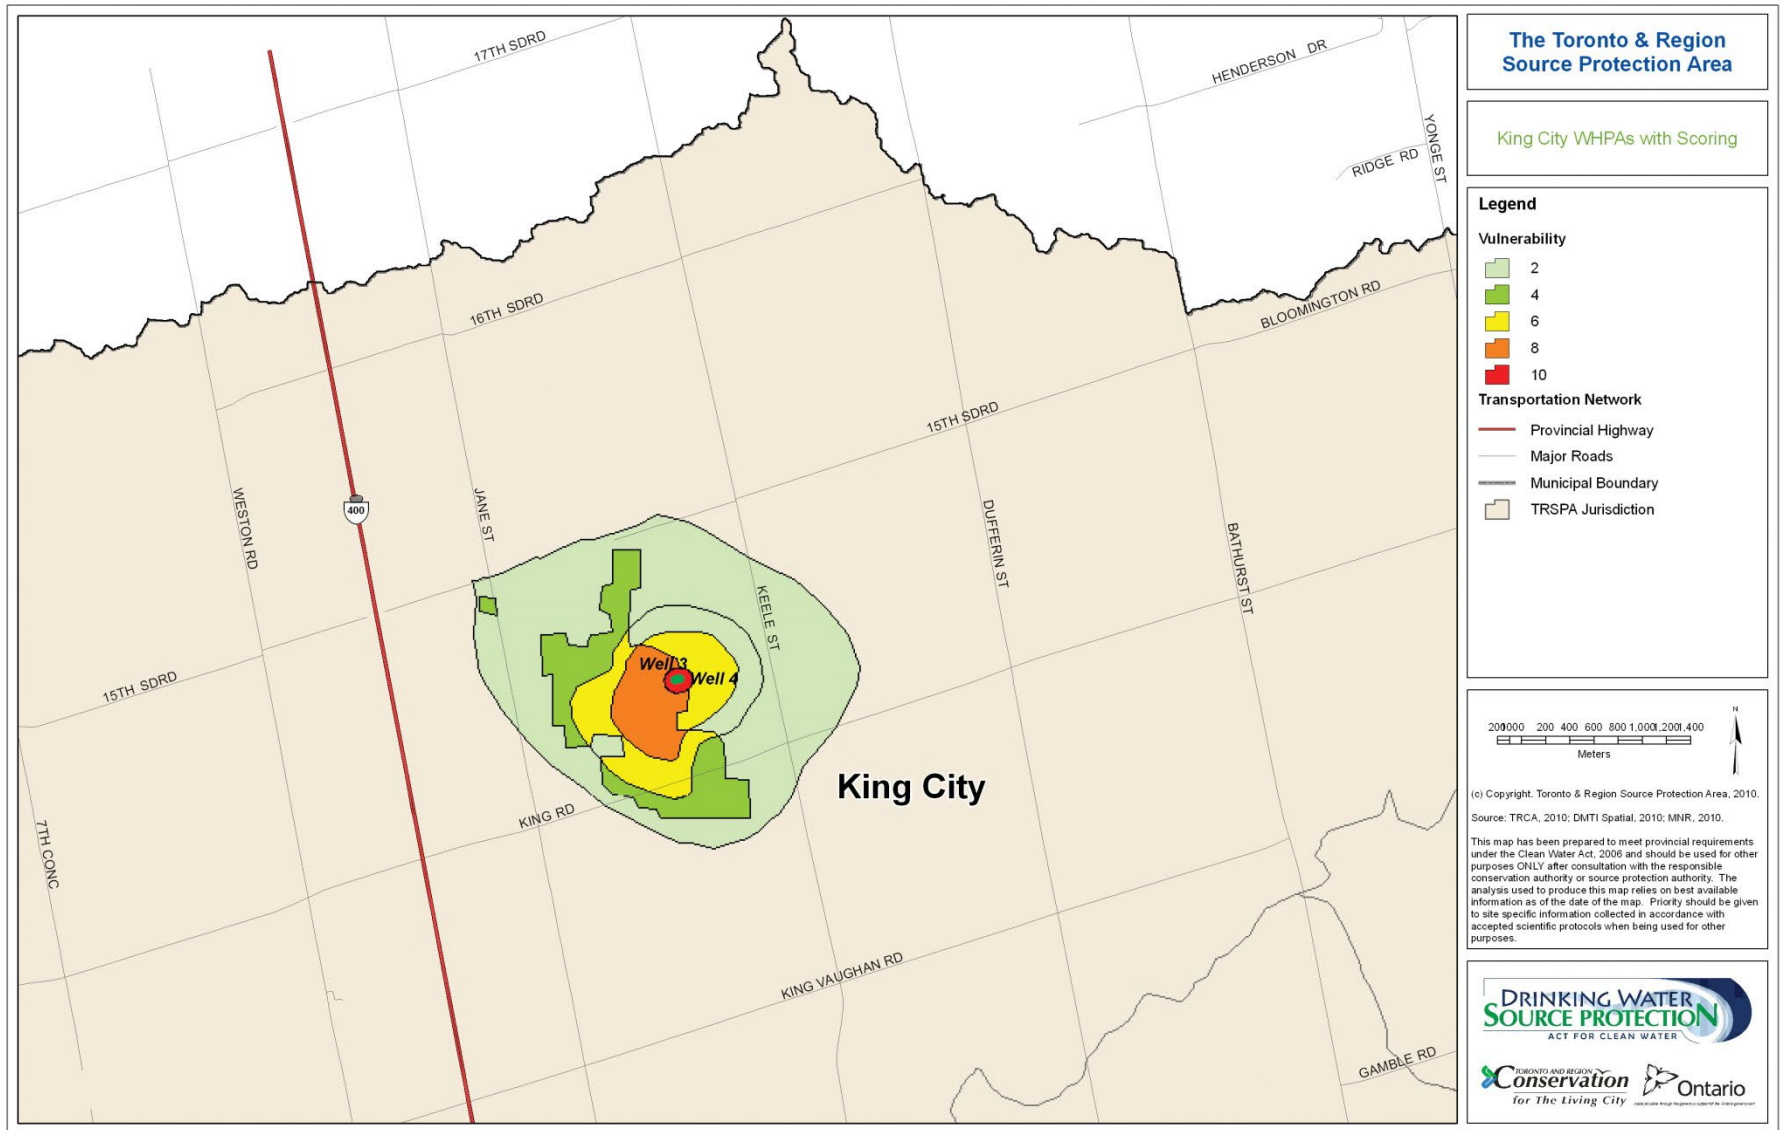 17TH SDRD
HENDERSON DR
YONGE ST
RIDGE RD
16TH SDRD
BLOOMINGTON RD
15TH SDRD
WESTON RD
400
JANE ST
DUFFERIN ST
BATHURST ST
KEELE ST
Well 3
Well 4
15TH SDRD
King City
KING RD
7TH CONC
KING VAUGHAN RD
GAMBLE RD
The Toronto & Region
Source Protection Area
King City WHPAs with Scoring
Legend
Vulnerability
2
4
6
8
10
Transportation Network
Provincial Highway
Major Roads
Municipal Boundary
TRSPA Jurisdiction
N
200 400 600 800 1,000 1,200 1,400
Meters
(c) Copyright. Toronto & Region Source Protection Area, 2010.
Source: TRCA, 2010; DMTI Spatial, 2010; MNR, 2010.
This map has been prepared to meet provincial requirements
under the Clean Water Act, 2006 and should be used for other
purposes ONLY after consultation with the responsible
conservation authority or source protection authority. The
analysis used to produce this map relies on best available
information as of the date of the map. Priority should be given
to site specific information collected in accordance with
accepted scientific protocols when being used for other
purposes.
DRINKING WATER
SOURCE PROTECTION
ACT FOR CLEAN WATER
TORONTO AND REGION
Conservation
for The Living City
Ontario